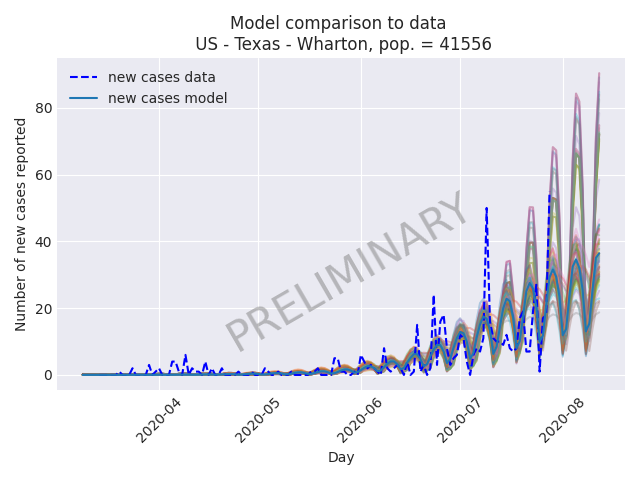 Model comparison to data
US - Texas - Wharton, pop. = 41556
new cases data
new cases model
Number of new cases reported
80
60
40
20
0
PRELIMINARY
2020-04
2020-05
2020-06
2020-07
2020-08
Day